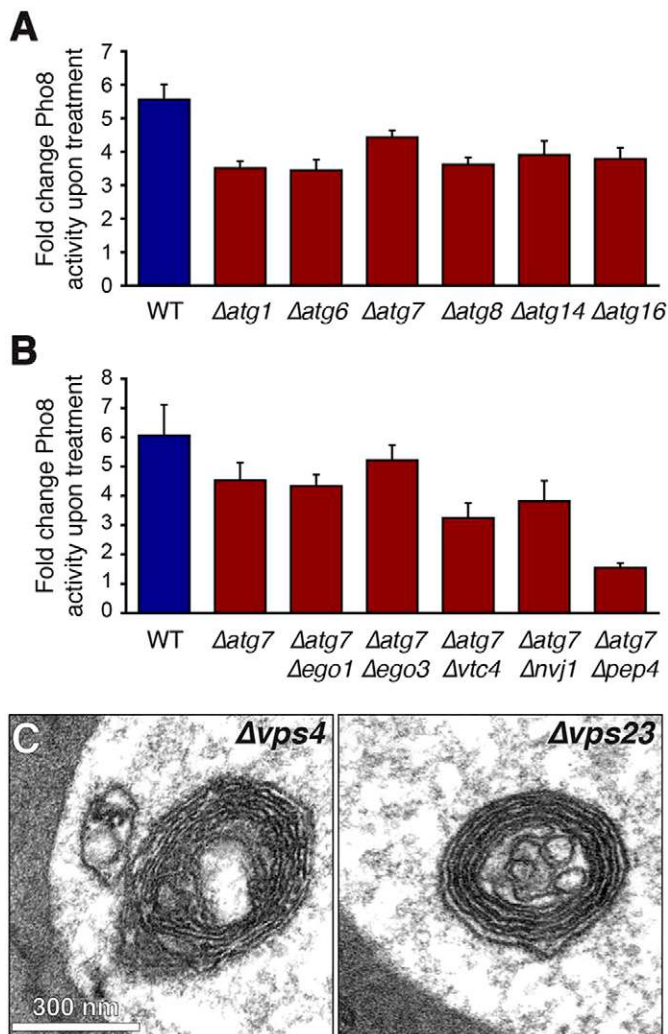 A
Fold change Pho8
activity upon treatment
7
6
5
4
3
2
1
0
WT Δatg1 Δatg6 Δatg7 Δatg8 Δatg14 Δatg16
B
Fold change Pho8
activity upon treatment
8
7
6
5
4
3
2
1
0
WT Δatg7 Δatg7 Δatg7 Δatg7 Δatg7 Δatg7
Δego1 Δego3 Δvtc4 Δnvj1 Δpep4
C Δvps4 Δvps23
300 nm